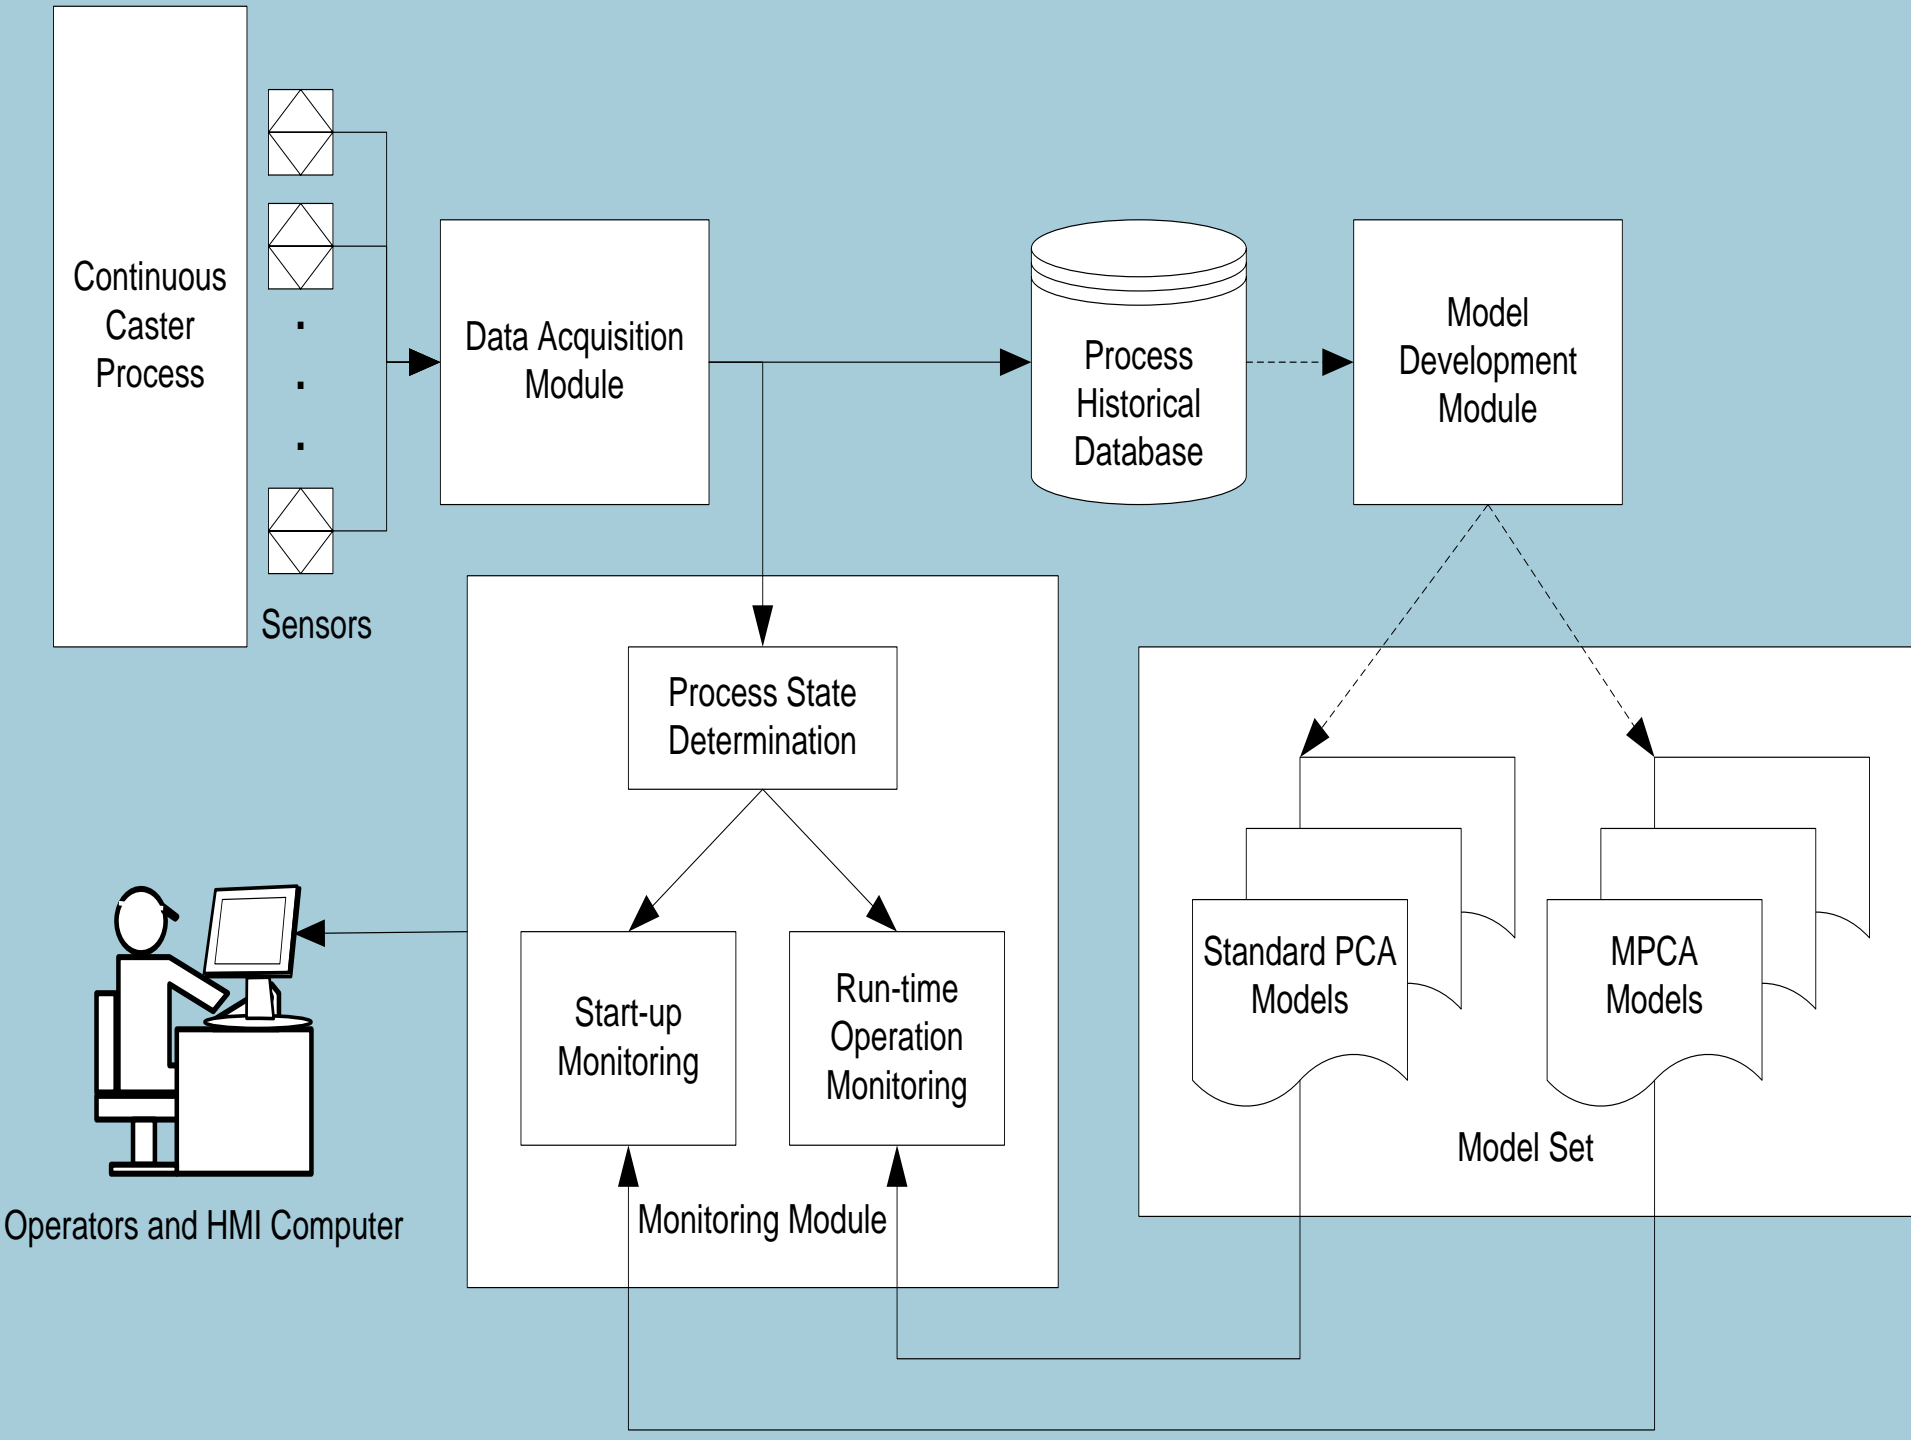 Continuous
Caster
Process
Sensors
Data Acquisition
Module
Process
Historical
Database
Model
Development
Module
Process State
Determination
Start-up
Monitoring
Run-time
Operation
Monitoring
Monitoring Module
Standard PCA
Models
MPCA
Models
Model Set
Operators and HMI Computer